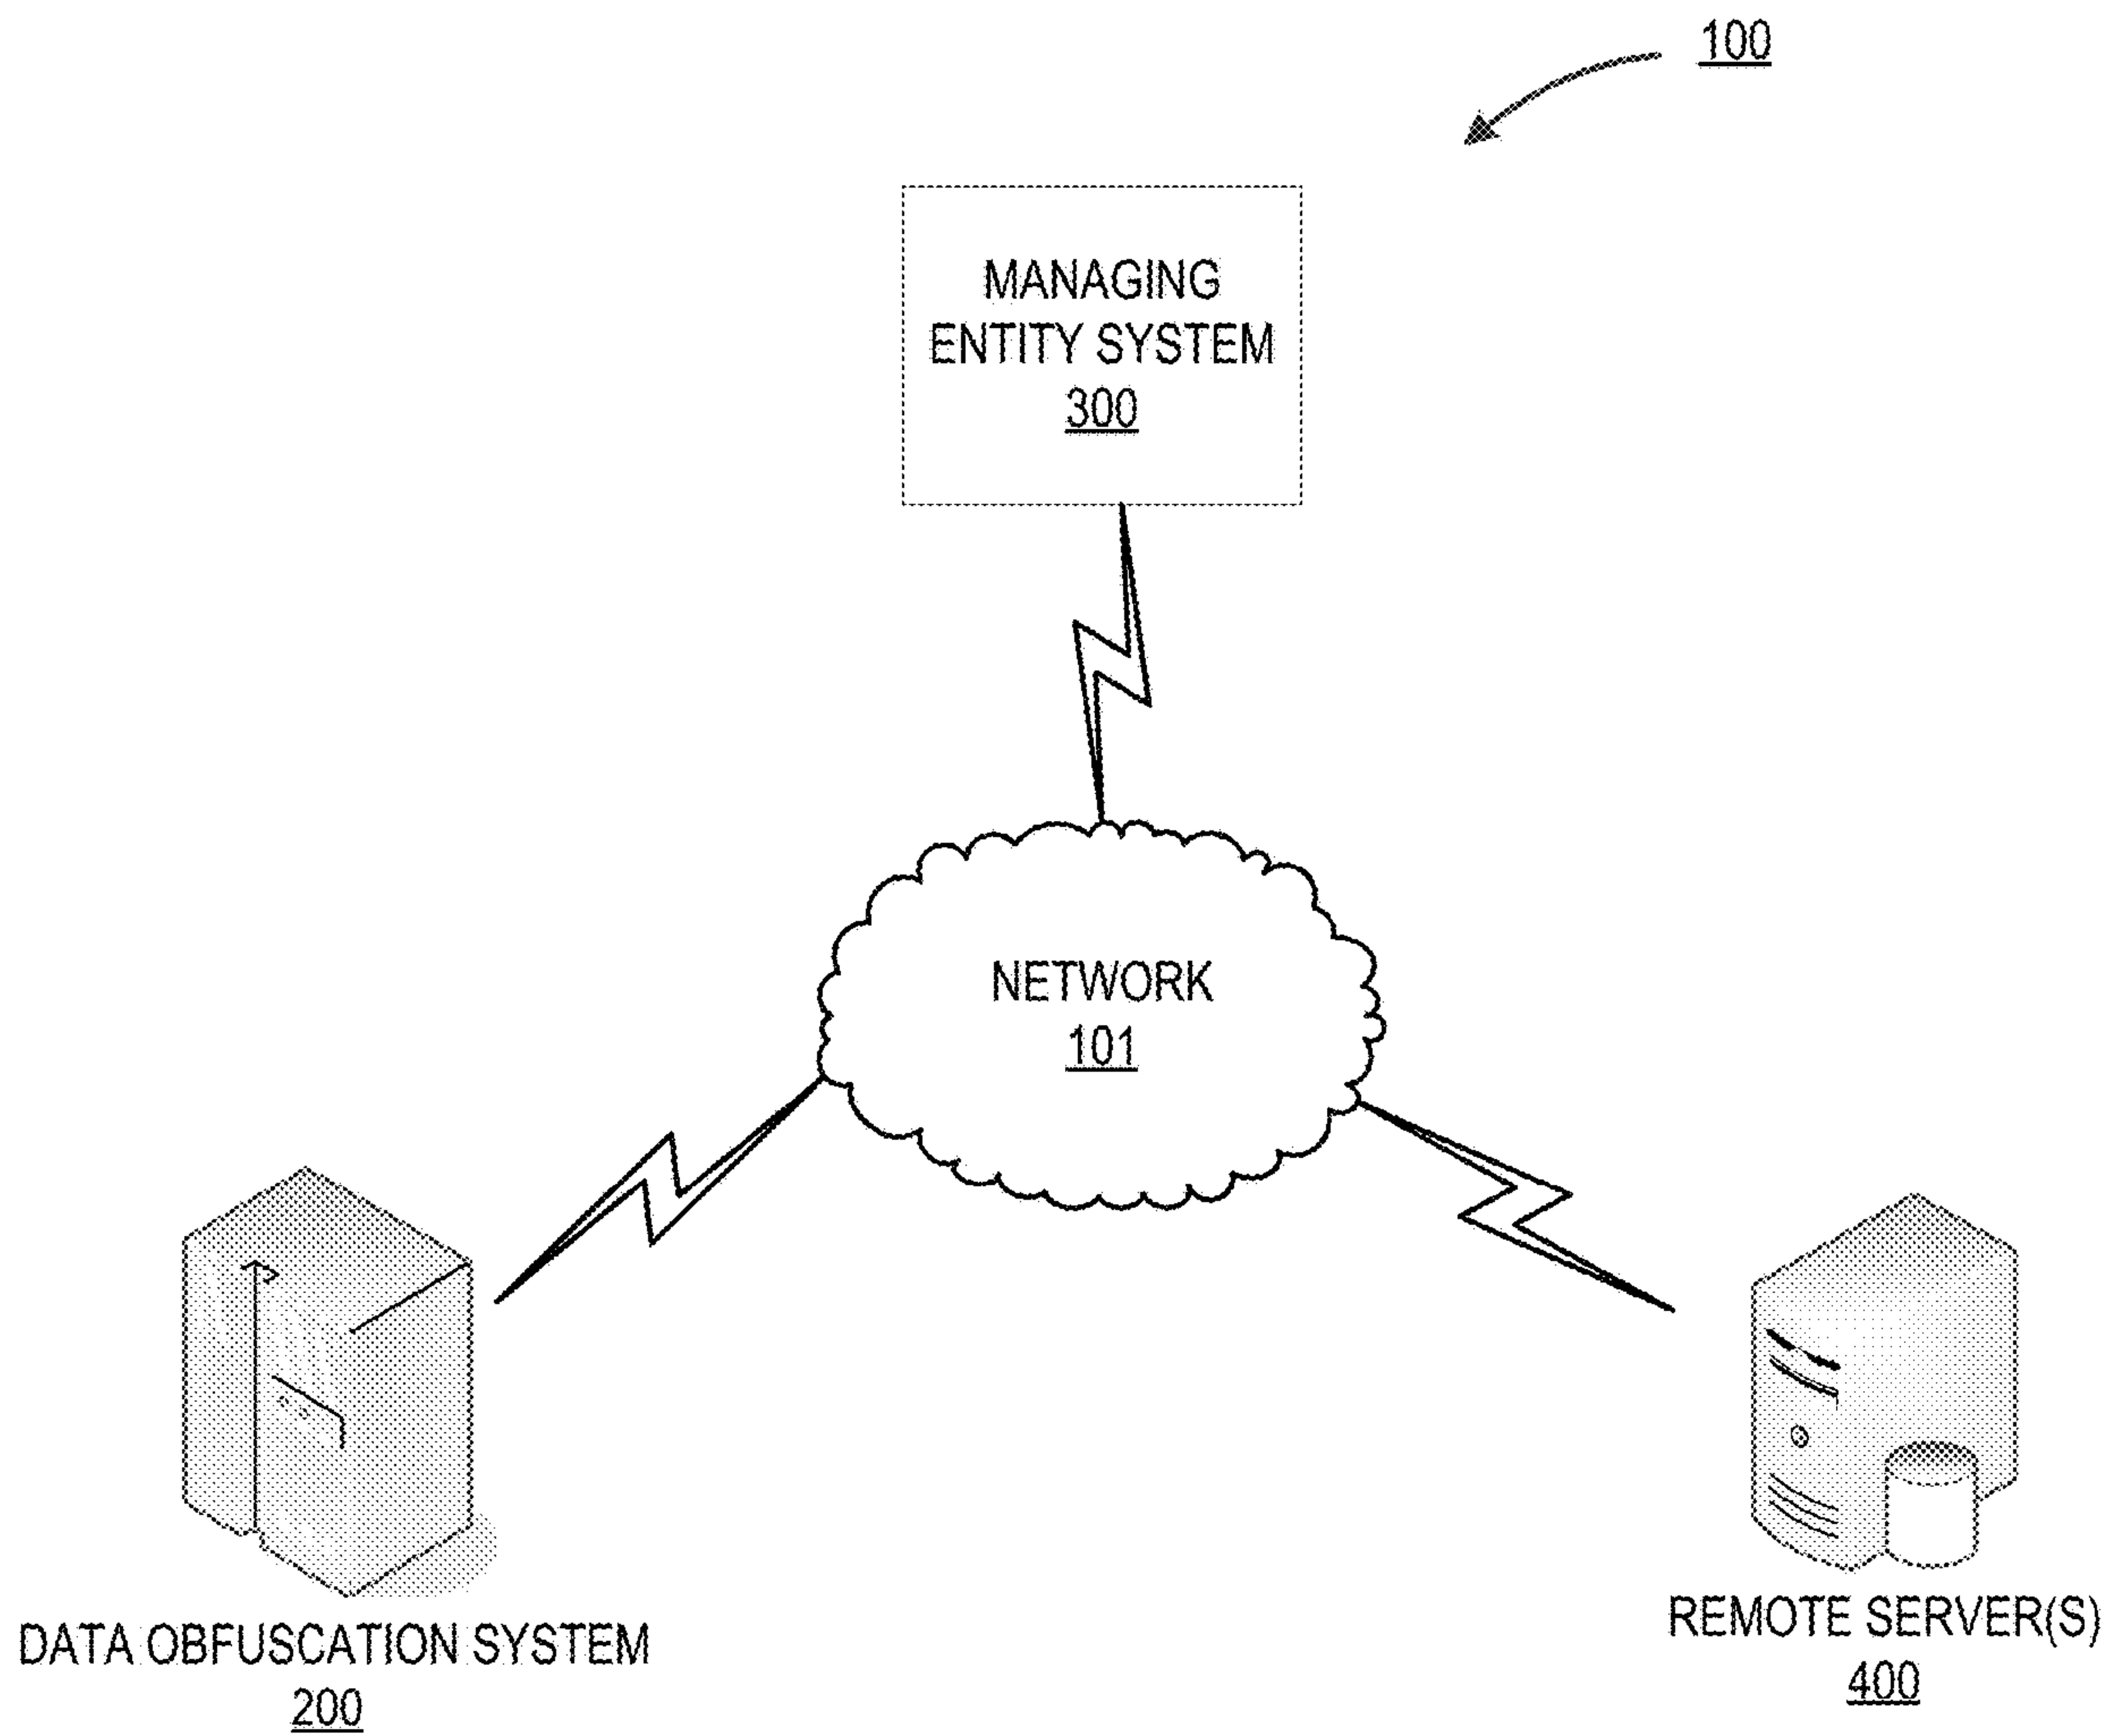 100
MANAGING
ENTITY SYSTEM
300
NETWORK
101
DATA OBFUSCATION SYSTEM
200
REMOTE SERVER(S)
400